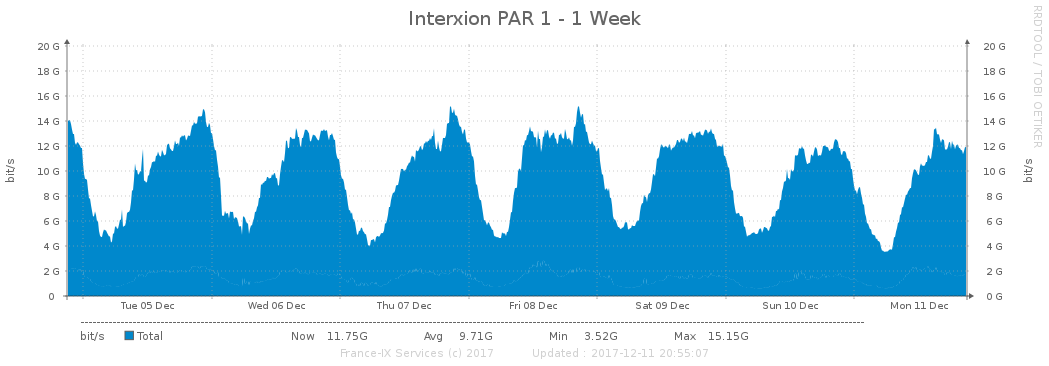 Interxion PAR 1 - 1 Week
RRDTOOL / TOBI OETIKER
bit/s
20 G 20 G
18 G 18 G
16 G 16 G
14 G 14 G
12 G 12 G
10 G 10 G
8 G 8 G
6 G 6 G
4 G 4 G
2 G 2 G
0 0 G
bit/s
Tue 05 Dec Wed 06 Dec Thu 07 Dec Fri 08 Dec Sat 09 Dec Sun 10 Dec Mon 11 Dec
bit/s Total Now 11.75G Avg 9.71G Min 3.52G Max 15.15G
France-IX Services (c) 2017 Updated : 2017-12-11 20:55:07